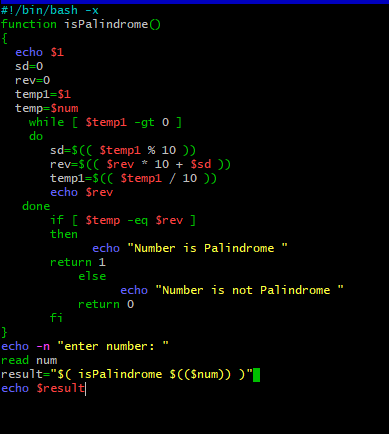 #!/bin/bash -x
function isPalindrome()
{
  echo $1
  sd=0
  rev=0
  temp1=$1
  temp=$num
    while [ $temp1 -gt 0 ]
    do
       sd=$(( $temp1 % 10 ))
       rev=$(( $rev * 10 + $sd ))
       temp1=$(( $temp1 / 10 ))
       echo $rev
   done
       if [ $temp -eq $rev ]
       then
             echo "Number is Palindrome "
       return 1
           else
                 echo "Number is not Palindrome "
           return 0
       fi
}
echo -n "enter number: "
read num
result="$( isPalindrome $(($num)) )"
echo $result